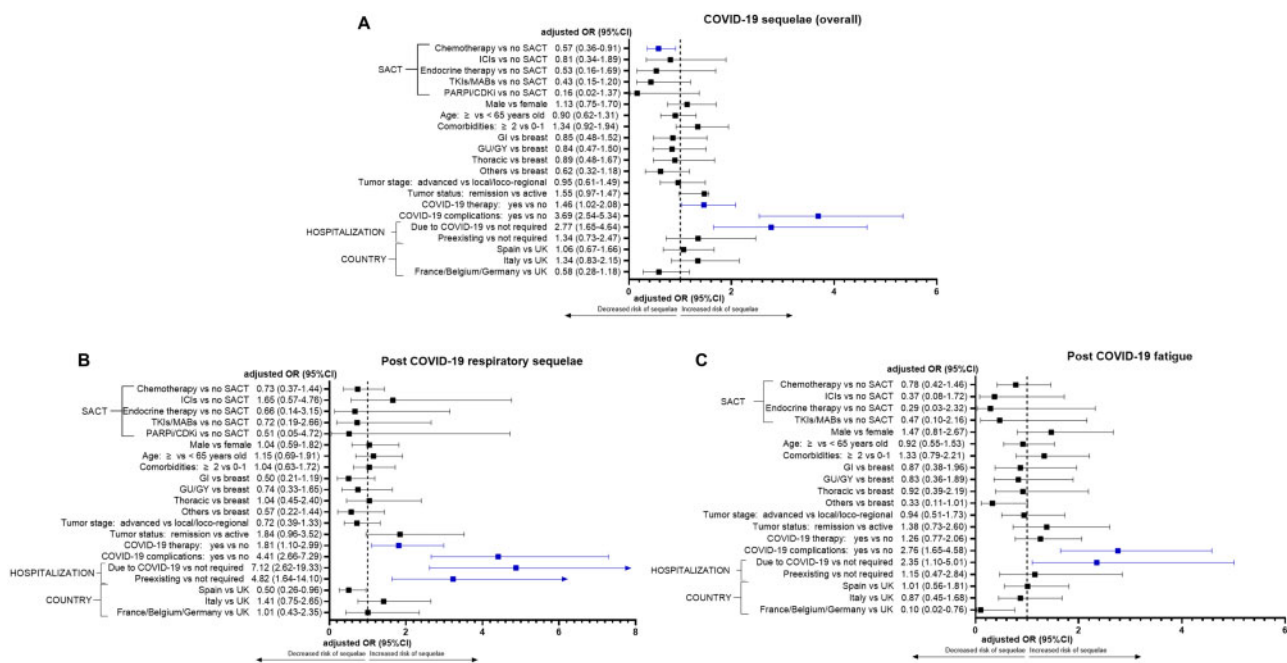 A
COVID-19 sequelae (overall)
adjusted OR (95%CI)
SACT
Chemotherapy vs no SACT 0.57 (0.36-0.91)
ICIs vs no SACT 0.81 (0.34-1.89)
Endocrine therapy vs no SACT 0.53 (0.16-1.69)
TKIs/MABs vs no SACT 0.43 (0.15-1.20)
PARPI/CDKi vs no SACT 0.16 (0.02-1.37)
Male vs female 1.13 (0.75-1.70)
Age: ≥ vs < 65 years old 0.90 (0.62-1.31)
Comorbidities: ≥ 2 vs 0-1 1.34 (0.92-1.94)
GI vs breast 0.85 (0.48-1.52)
GU/GY vs breast 0.84 (0.47-1.50)
Thoracic vs breast 0.89 (0.48-1.67)
Others vs breast 0.62 (0.32-1.18)
Tumor stage: advanced vs local/loco-regional 0.95 (0.61-1.49)
Tumor status: remission vs active 1.55 (0.97-1.47)
COVID-19 therapy: yes vs no 1.46 (1.02-2.08)
COVID-19 complications: yes vs no 3.69 (2.54-5.34)
HOSPITALIZATION
Due to COVID-19 vs not required 2.77 (1.65-4.64)
Preexisting vs not required 1.34 (0.73-2.47)
COUNTRY
Spain vs UK 1.06 (0.67-1.66)
Italy vs UK 1.34 (0.83-2.15)
France/Belgium/Germany vs UK 0.58 (0.28-1.18)
0 2 4 6
adjusted OR (95%CI)
Decreased risk of sequelae Increased risk of sequelae
B
Post COVID-19 respiratory sequelae
adjusted OR (95%CI)
SACT
Chemotherapy vs no SACT 0.73 (0.37-1.44)
ICIs vs no SACT 1.65 (0.57-4.76)
Endocrine therapy vs no SACT 0.66 (0.14-3.15)
TKIs/MABs vs no SACT 0.72 (0.19-2.66)
PARPI/CDKi vs no SACT 0.51 (0.05-4.72)
Male vs female 1.04 (0.59-1.82)
Age: ≥ vs < 65 years old 1.15 (0.69-1.91)
Comorbidities: ≥ 2 vs 0-1 1.04 (0.63-1.72)
GI vs breast 0.50 (0.21-1.19)
GU/GY vs breast 0.74 (0.33-1.65)
Thoracic vs breast 1.04 (0.45-2.40)
Others vs breast 0.57 (0.22-1.44)
Tumor stage: advanced vs local/loco-regional 0.72 (0.39-1.33)
Tumor status: remission vs active 1.84 (0.96-3.52)
COVID-19 therapy: yes vs no 1.81 (1.10-2.99)
COVID-19 complications: yes vs no 4.41 (2.66-7.29)
HOSPITALIZATION
Due to COVID-19 vs not required 7.12 (2.62-19.33)
Preexisting vs not required 4.82 (1.64-14.10)
COUNTRY
Spain vs UK 0.50 (0.26-0.96)
Italy vs UK 1.41 (0.75-2.65)
France/Belgium/Germany vs UK 1.01 (0.43-2.35)
0 2 4 6 8
adjusted OR (95%CI)
Decreased risk of sequelae Increased risk of sequelae
C
Post COVID-19 fatigue
adjusted OR (95%CI)
SACT
Chemotherapy vs no SACT 0.78 (0.42-1.46)
ICIs vs no SACT 0.37 (0.08-1.72)
Endocrine therapy vs no SACT 0.29 (0.03-2.32)
TKIs/MABs vs no SACT 0.47 (0.10-2.16)
Male vs female 1.47 (0.81-2.67)
Age: ≥ vs < 65 years old 0.92 (0.55-1.53)
Comorbidities: ≥ 2 vs 0-1 1.33 (0.79-2.21)
GI vs breast 0.87 (0.38-1.96)
GU/GY vs breast 0.83 (0.36-1.89)
Thoracic vs breast 0.92 (0.39-2.19)
Others vs breast 0.33 (0.11-1.01)
Tumor stage: advanced vs local/loco-regional 0.94 (0.51-1.73)
Tumor status: remission vs active 1.38 (0.73-2.60)
COVID-19 therapy: yes vs no 1.26 (0.77-2.06)
COVID-19 complications: yes vs no 2.76 (1.65-4.58)
HOSPITALIZATION
Due to COVID-19 vs not required 2.35 (1.10-5.01)
Preexisting vs not required 1.15 (0.47-2.84)
COUNTRY
Spain vs UK 1.01 (0.56-1.81)
Italy vs UK 0.87 (0.45-1.68)
France/Belgium/Germany vs UK 0.10 (0.02-0.76)
0 2 4 6
adjusted OR (95%CI)
Decreased risk of sequelae Increased risk of sequelae